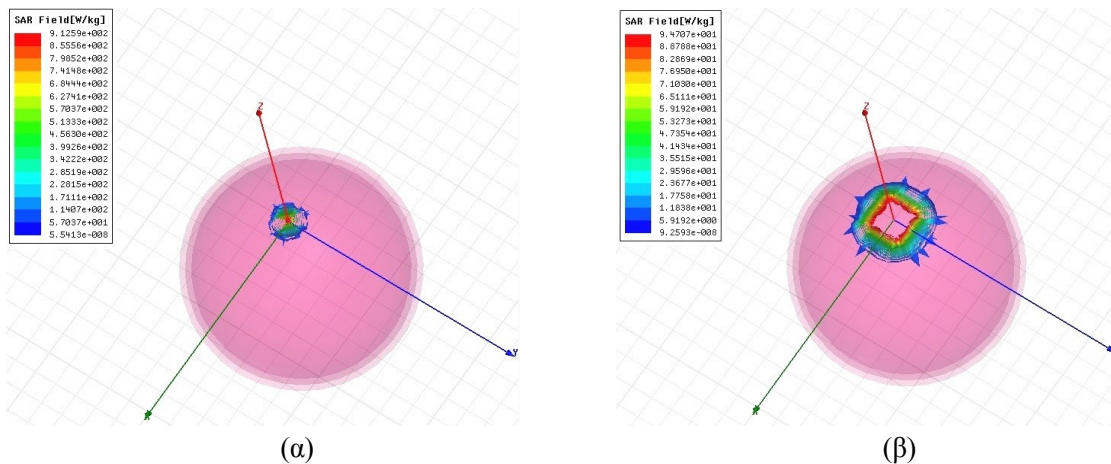 SAR Field[W/kg]
9.1259e+002
8.5556e+002
7.9852e+002
7.4148e+002
6.8444e+002
6.2741e+002
5.7037e+002
5.1333e+002
4.5630e+002
3.9926e+002
3.4222e+002
2.8519e+002
2.2815e+002
1.7111e+002
1.1407e+002
5.7037e+001
5.5413e-008
Z
Y
X
(α)
SAR Field[W/kg]
9.4707e+001
8.8788e+001
8.2869e+001
7.6950e+001
7.1030e+001
6.5111e+001
5.9192e+001
5.3273e+001
4.7354e+001
4.1434e+001
3.5515e+001
2.9596e+001
2.3677e+001
1.7758e+001
1.1838e+001
5.9192e+000
9.2593e-008
Z
X
(β)